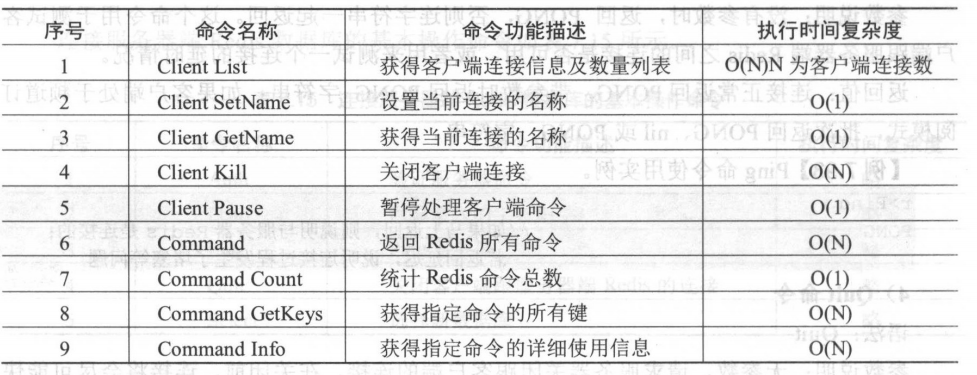 序号 命令名称 命令功能描述 执行时间复杂度
1 Client List 获得客户端连接信息及数量列表 O(N)N 为客户端连接数
2 Client SetName 设置当前连接的名称 O(1)
3 Client GetName 获得当前连接的名称 O(1)
4 Client Kill 关闭客户端连接 O(N)
5 Client Pause 暂停处理客户端命令 O(1)
6 Command 返回 Redis 所有命令 O(N)
7 Command Count 统计 Redis 命令总数 O(1)
8 Command GetKeys 获得指定命令的所有键 O(N)
9 Command Info 获得指定命令的详细使用信息 O(N)